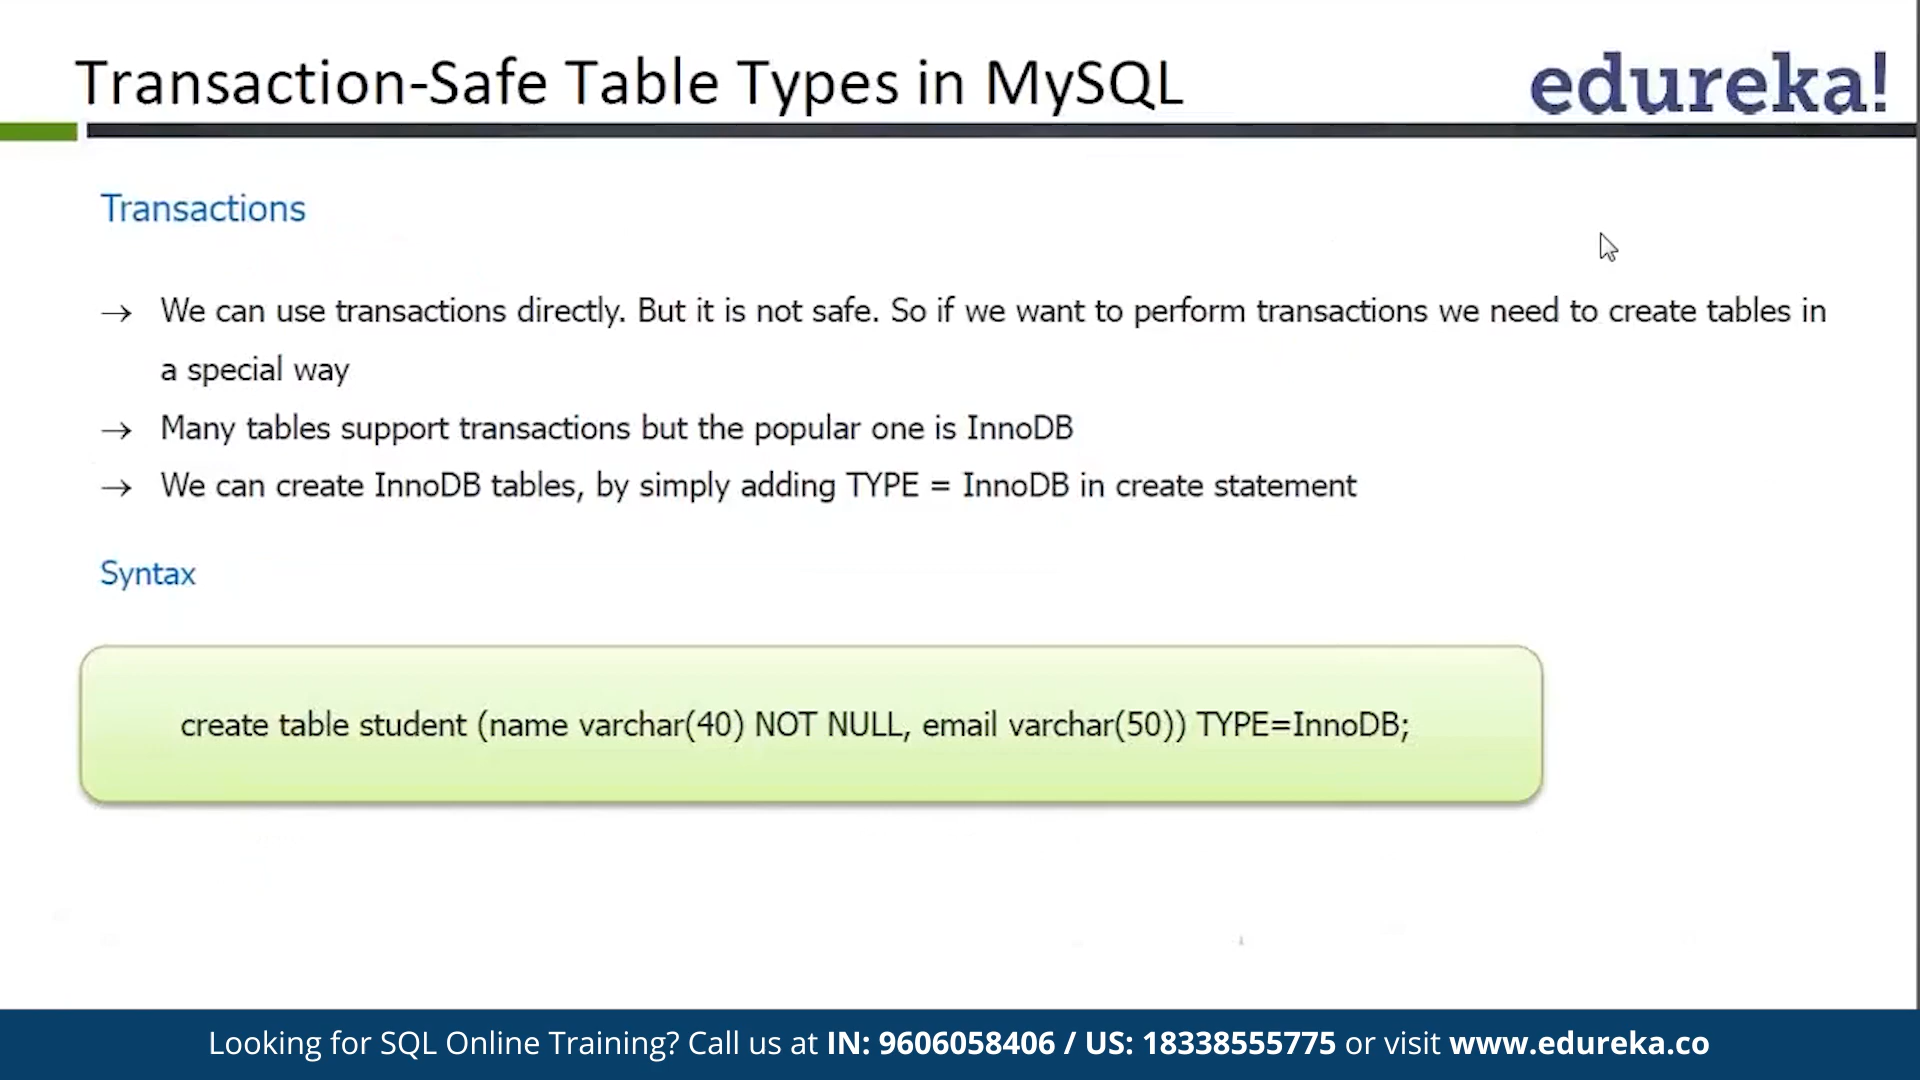 Transaction-Safe Table Types in MySQL
edureka!
Transactions
→ We can use transactions directly. But it is not safe. So if we want to perform transactions we need to create tables in
a special way
→ Many tables support transactions but the popular one is InnoDB
→ We can create InnoDB tables, by simply adding TYPE = InnoDB in create statement
Syntax
create table student (name varchar(40) NOT NULL, email varchar(50)) TYPE=InnoDB;
Looking for SQL Online Training? Call us at IN: 9606058406 / US: 18338555775 or visit www.edureka.co